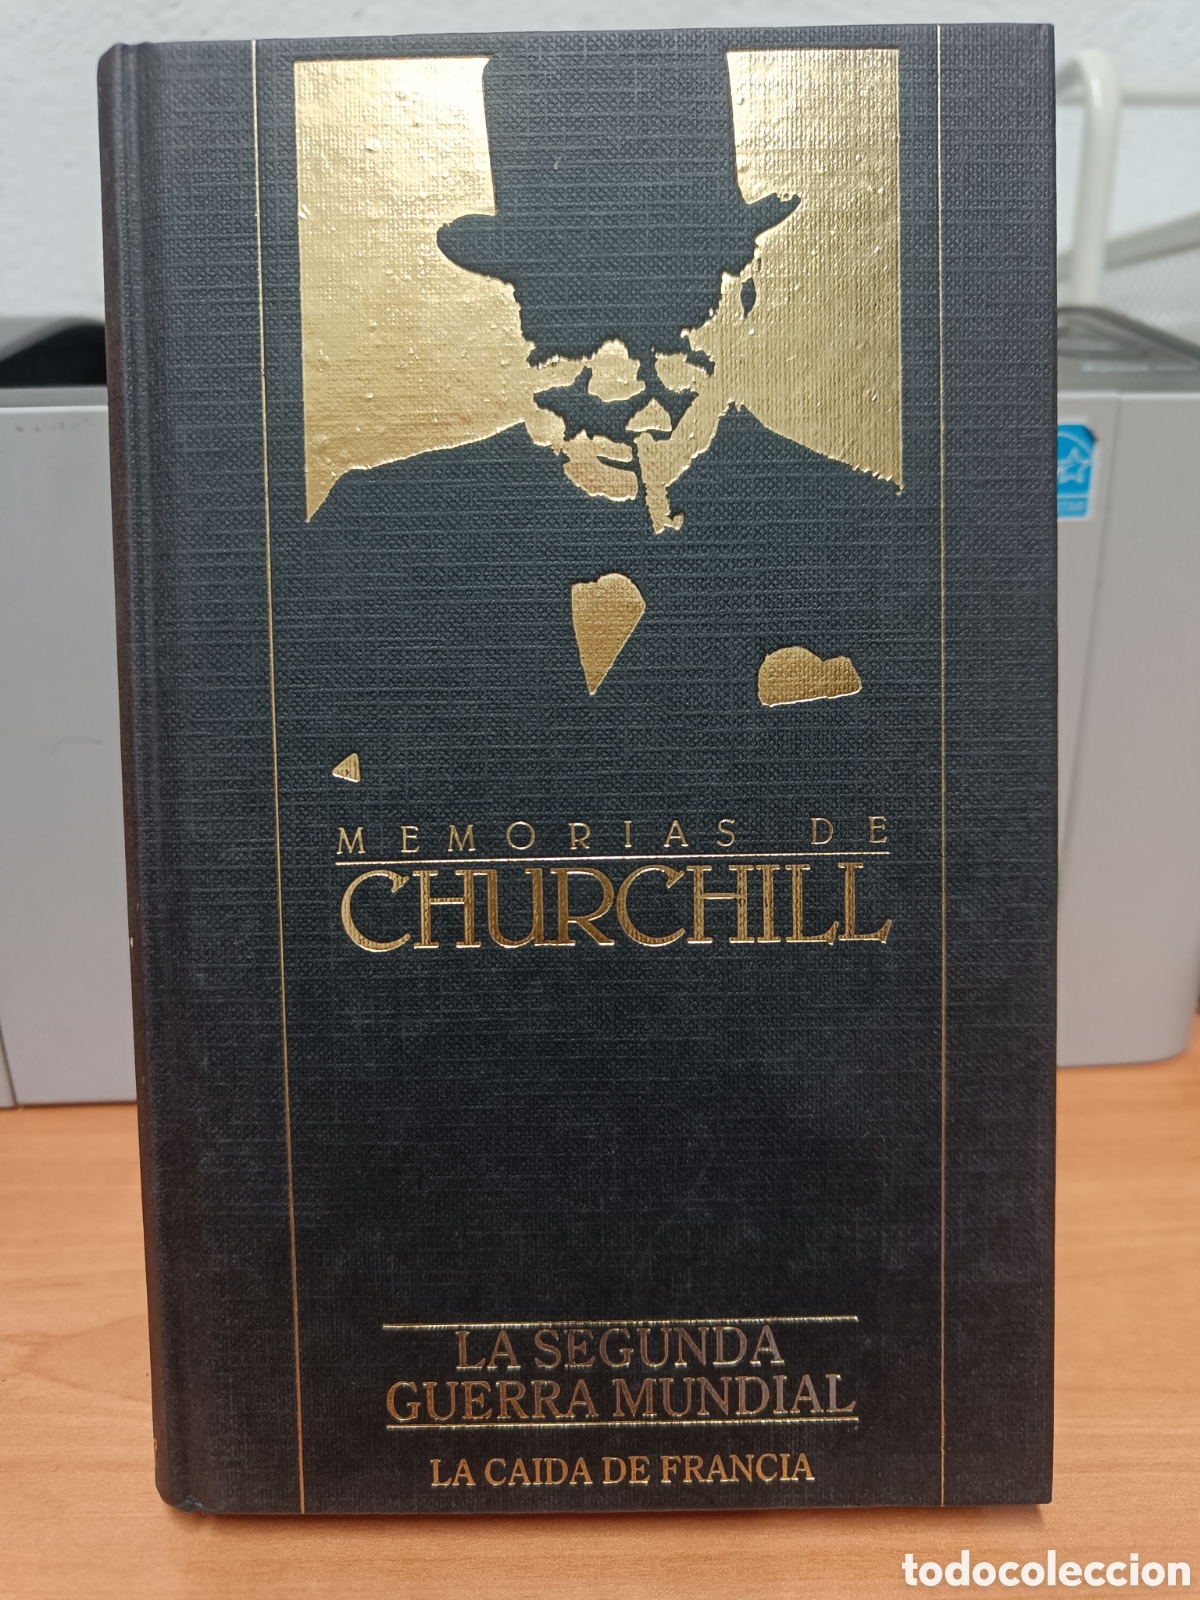 MEMORIAS DE
CHURCHILL
LA SEGUNDA
GUERRA MUNDIAL
LA CAIDA DE FRANCIA
todocoleccion